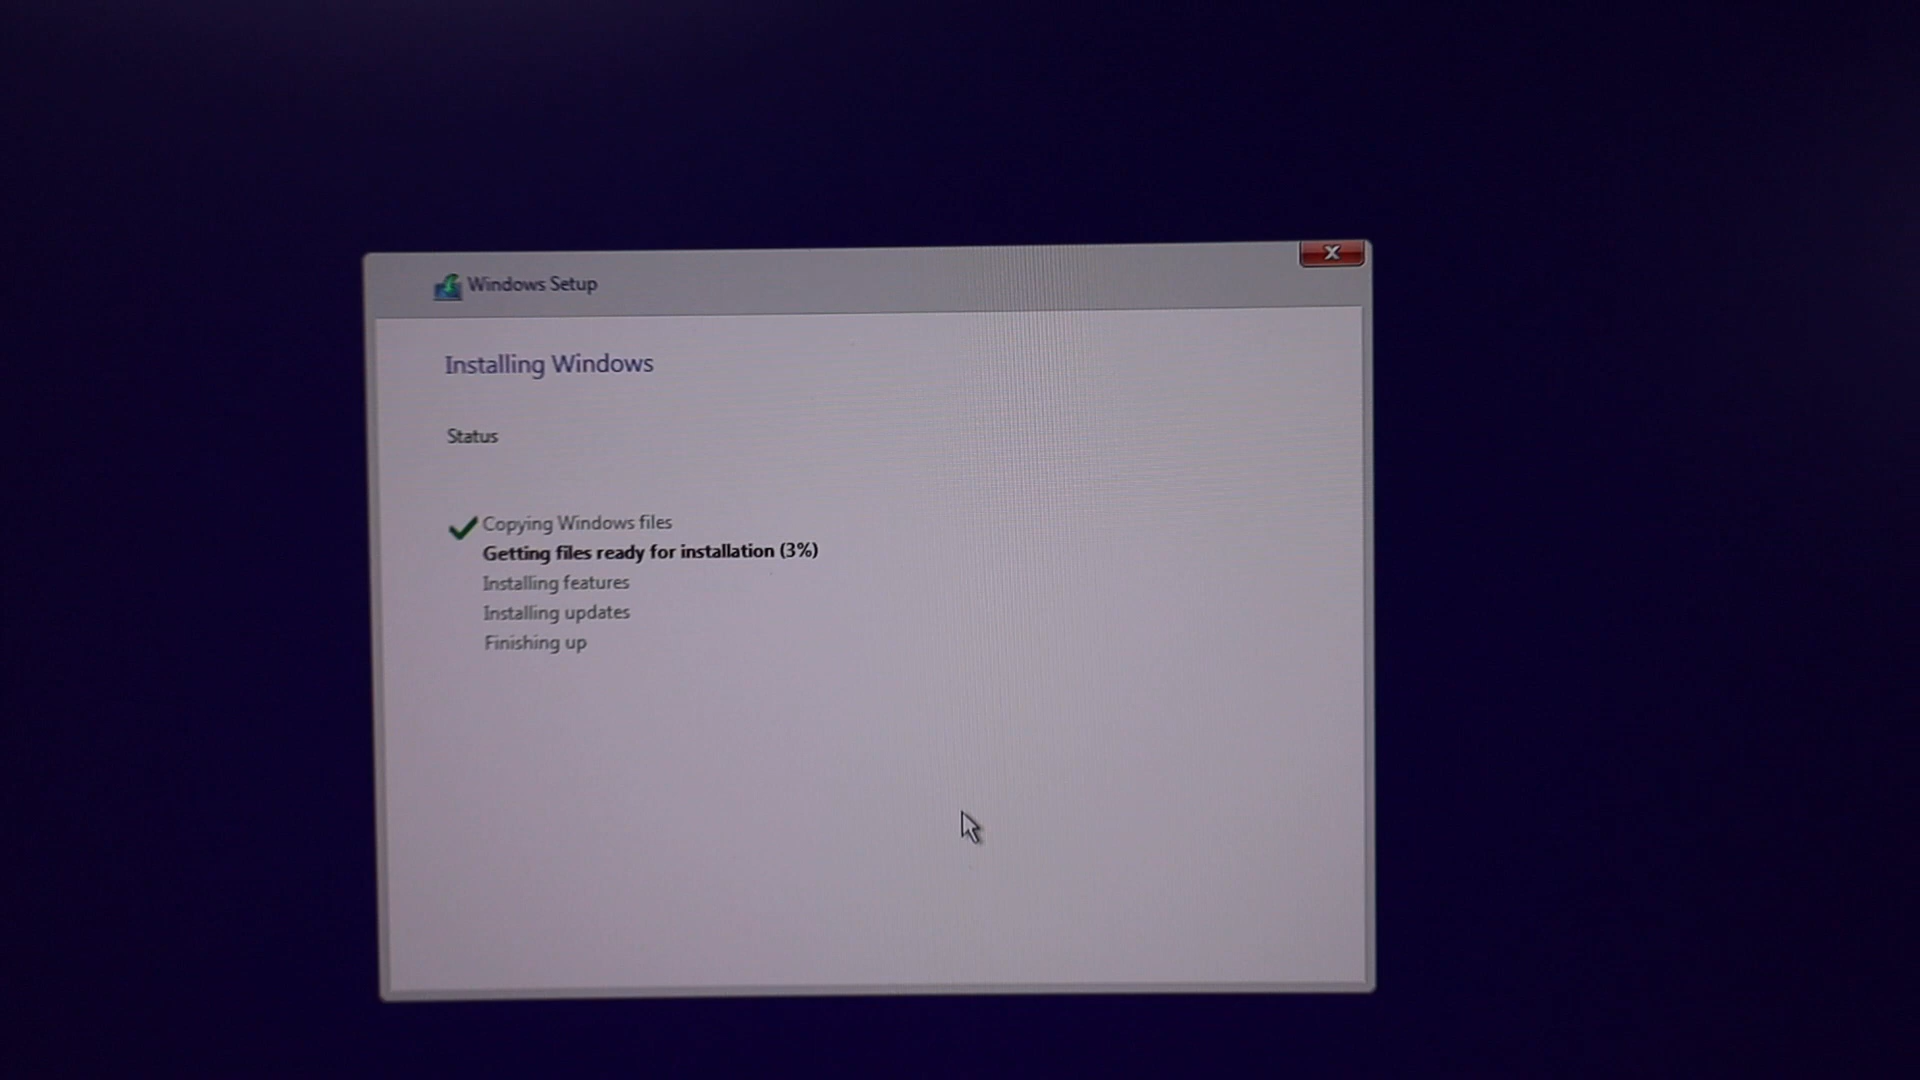 Windows Setup
Installing Windows
Status
Copying Windows files
Getting files ready for installation (3%)
Installing features
Installing updates
Finishing up